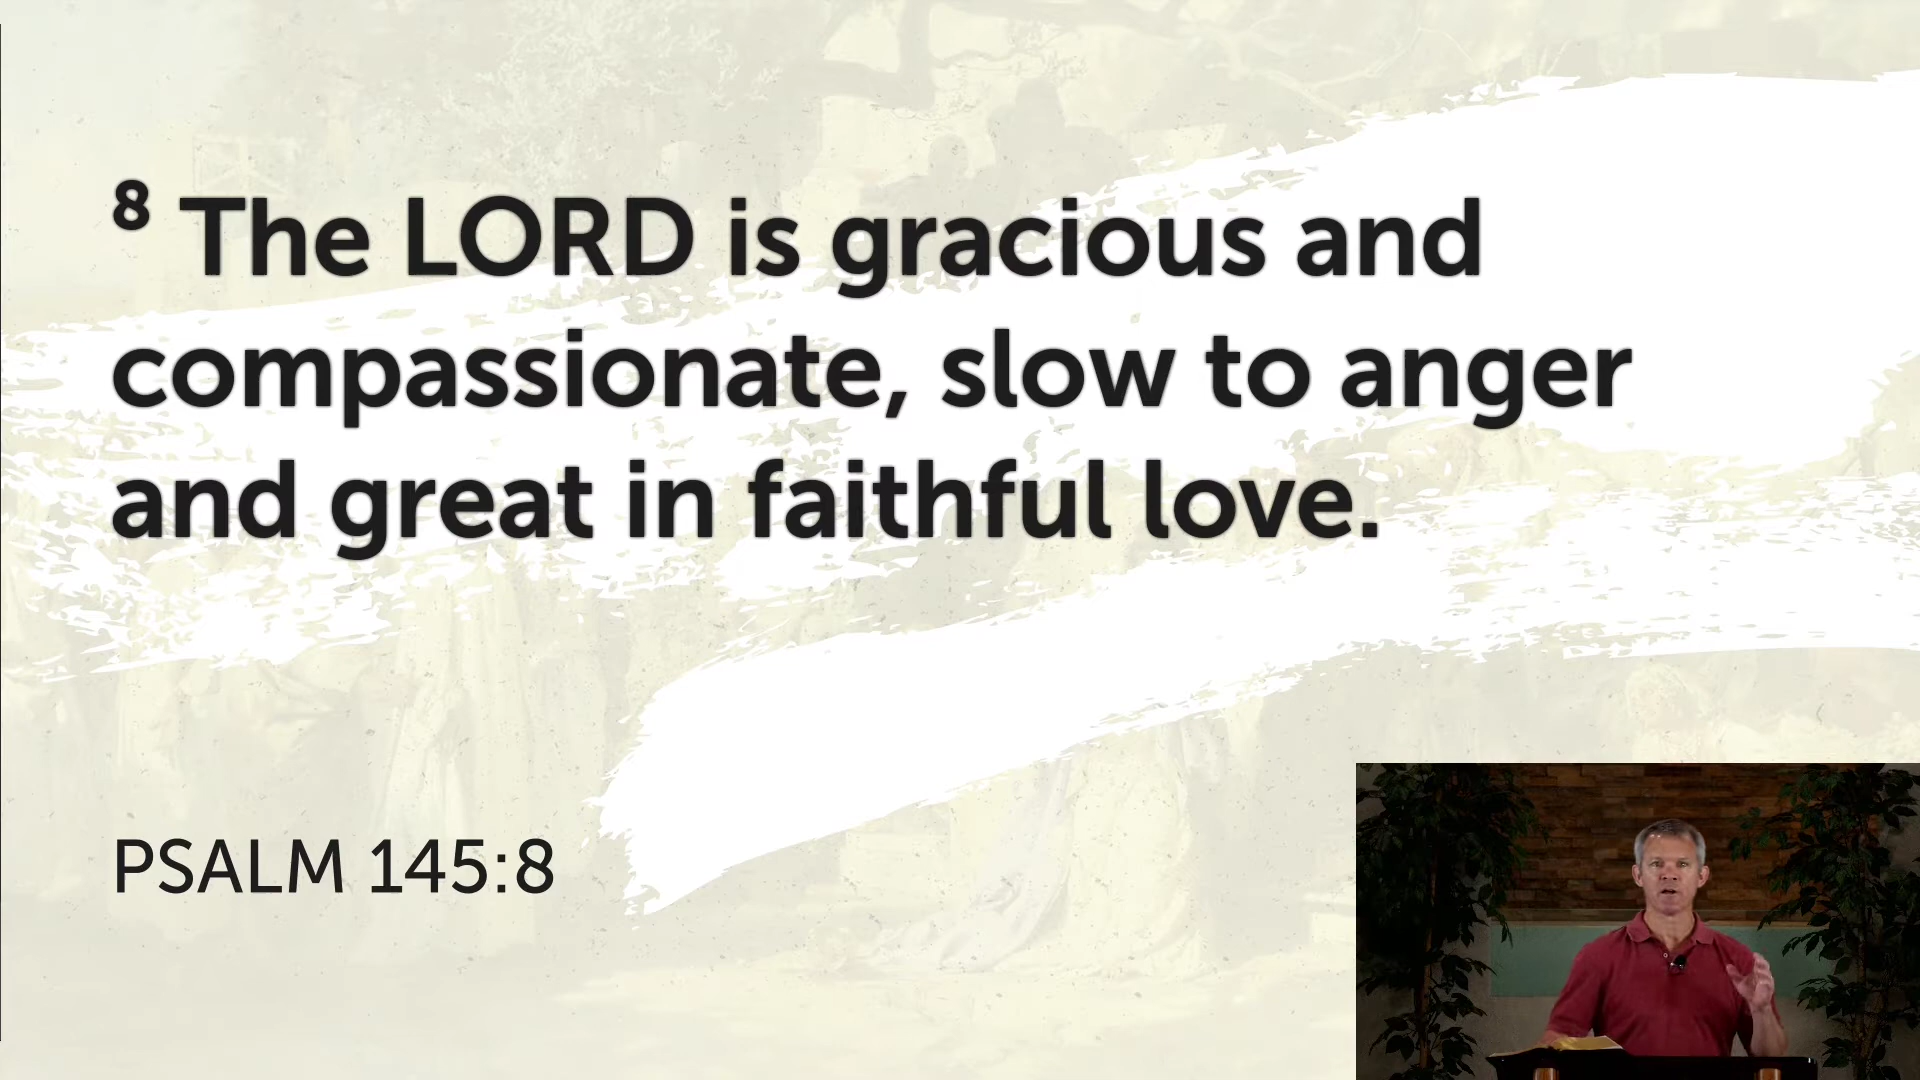 8 The LORD is gracious and
compassionate, slow to anger
and great in faithful love.
PSALM 145:8